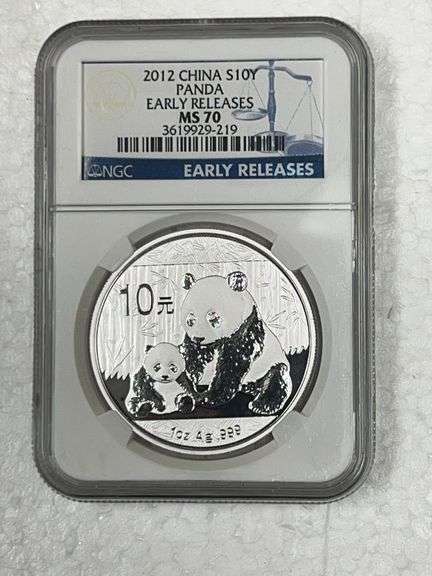 2012 CHINA S10Y
PANDA
EARLY RELEASES
MS 70
3619929-219
NGC
EARLY RELEASES
10元
1oz Ag .999